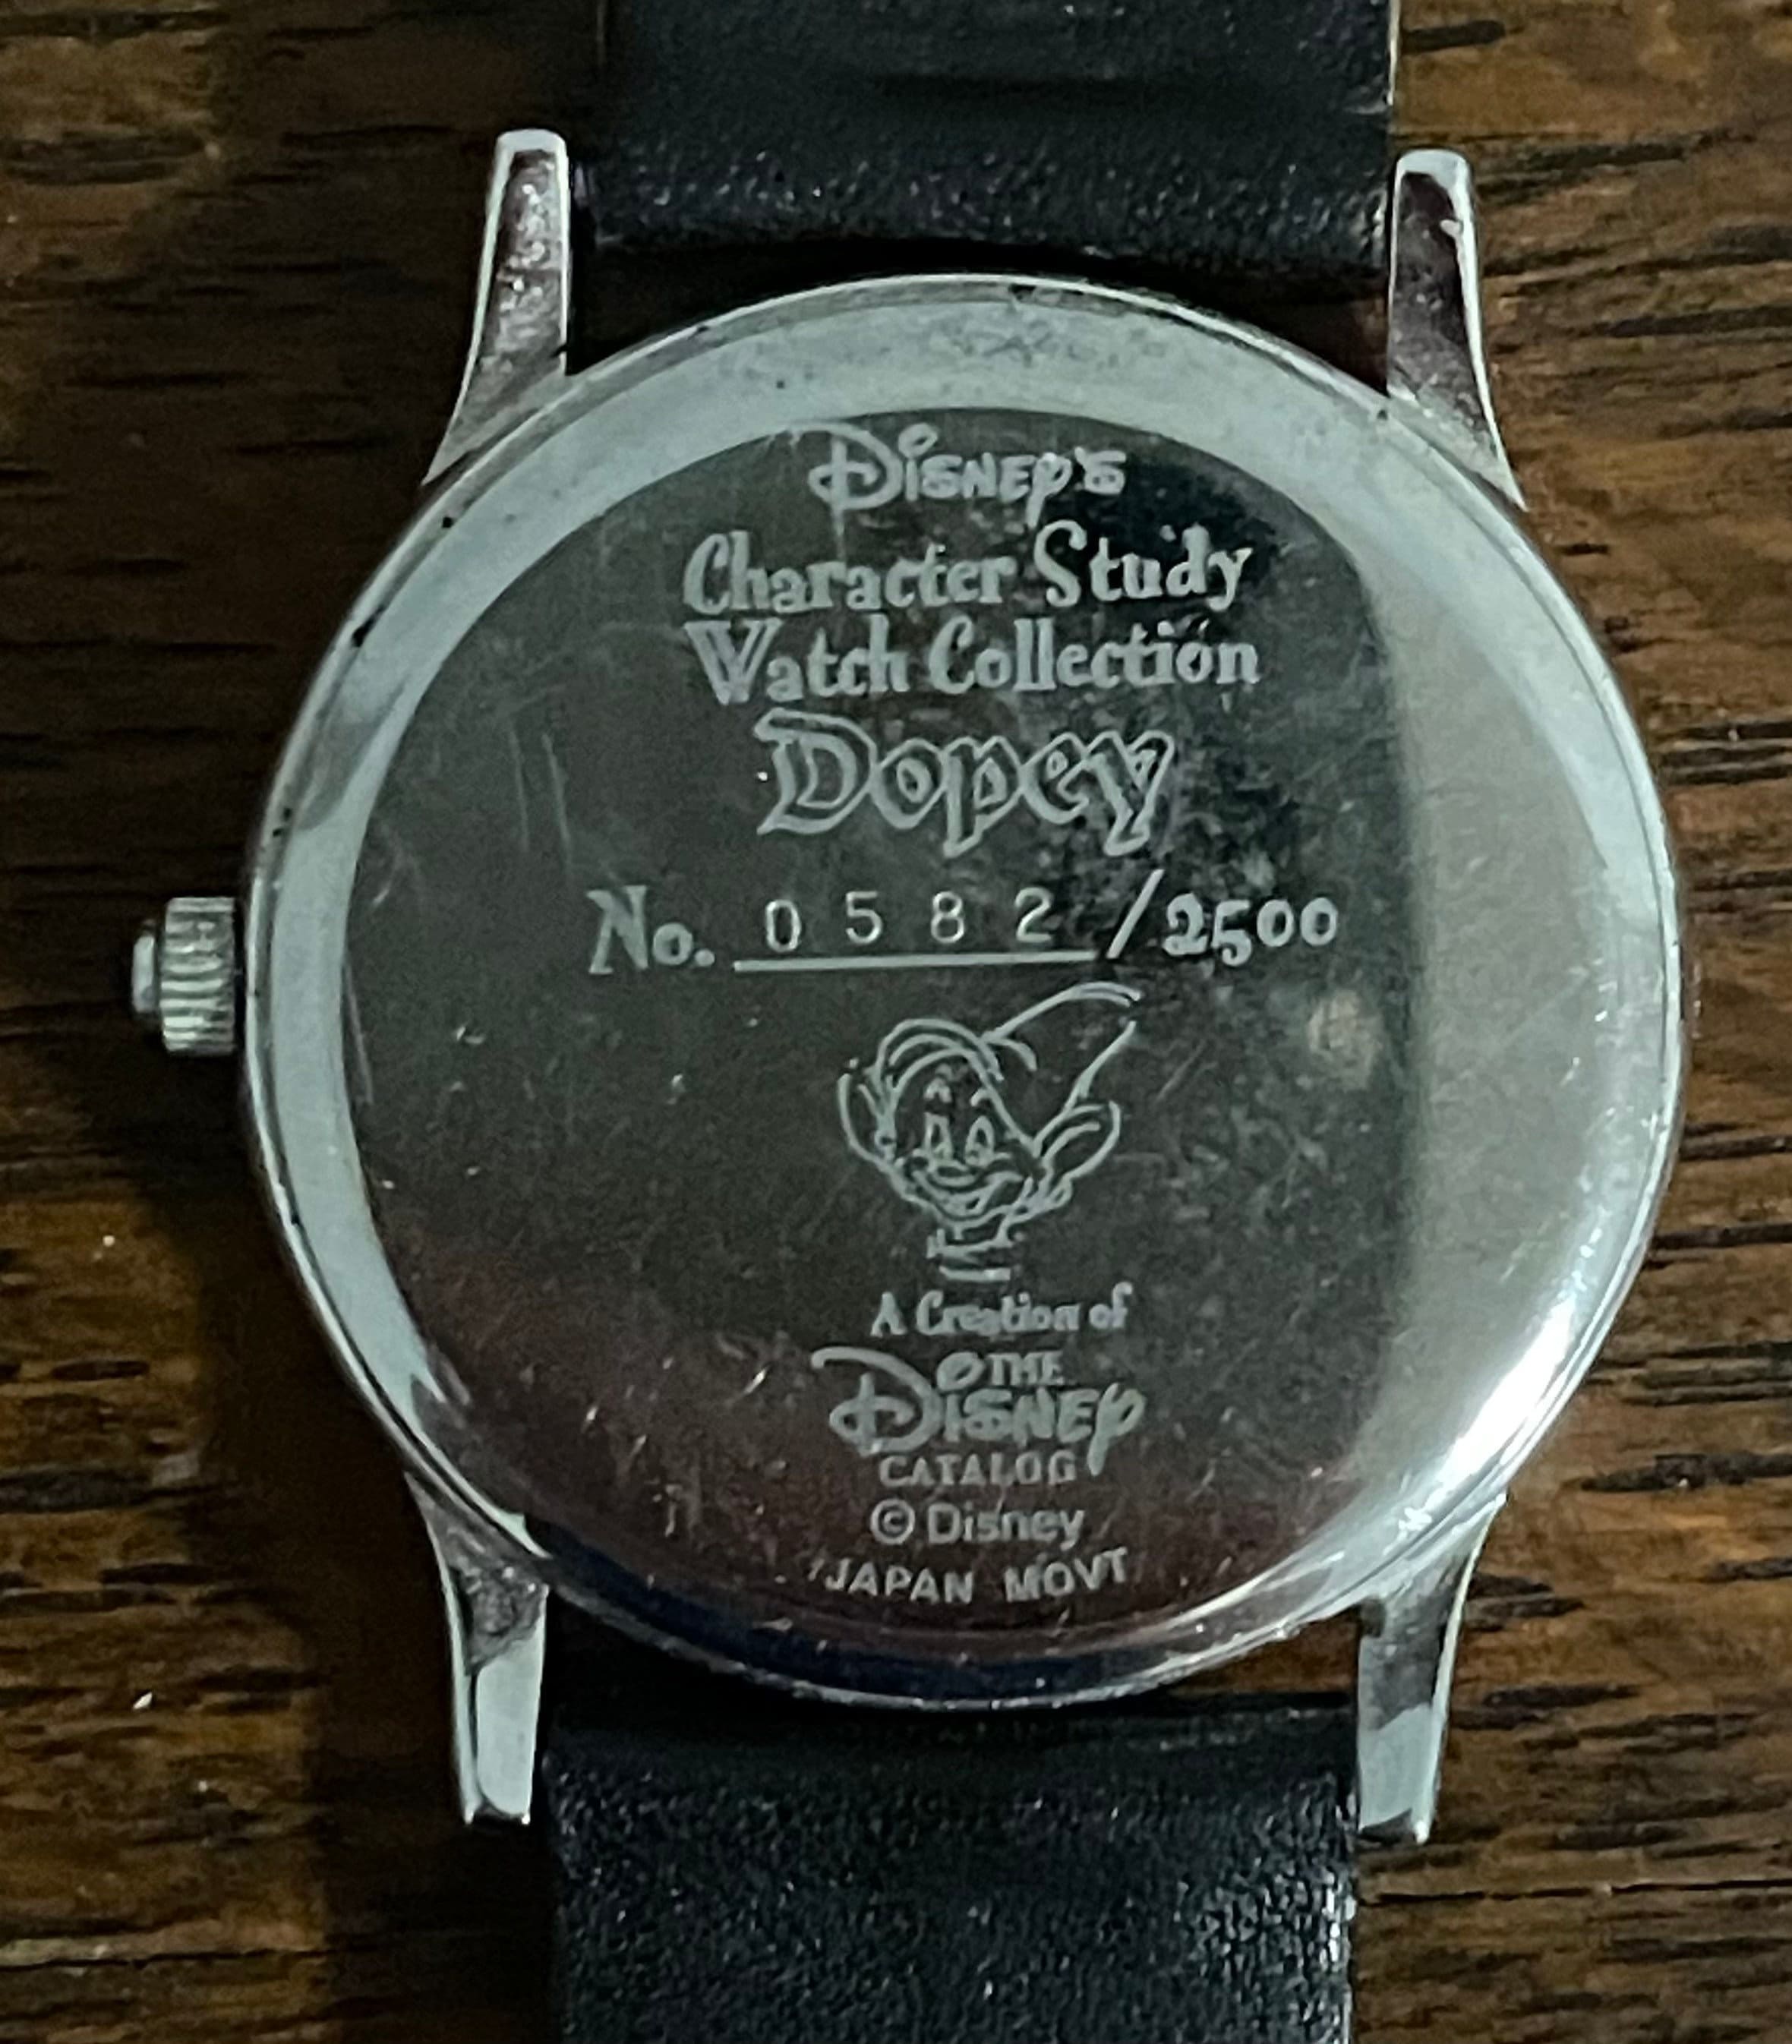 Disney's
Character Study
Watch Collection
Dopey
No. 0582/2500
A Creation of
THE
Disney
CATALOG
© Disney
JAPAN MOVT